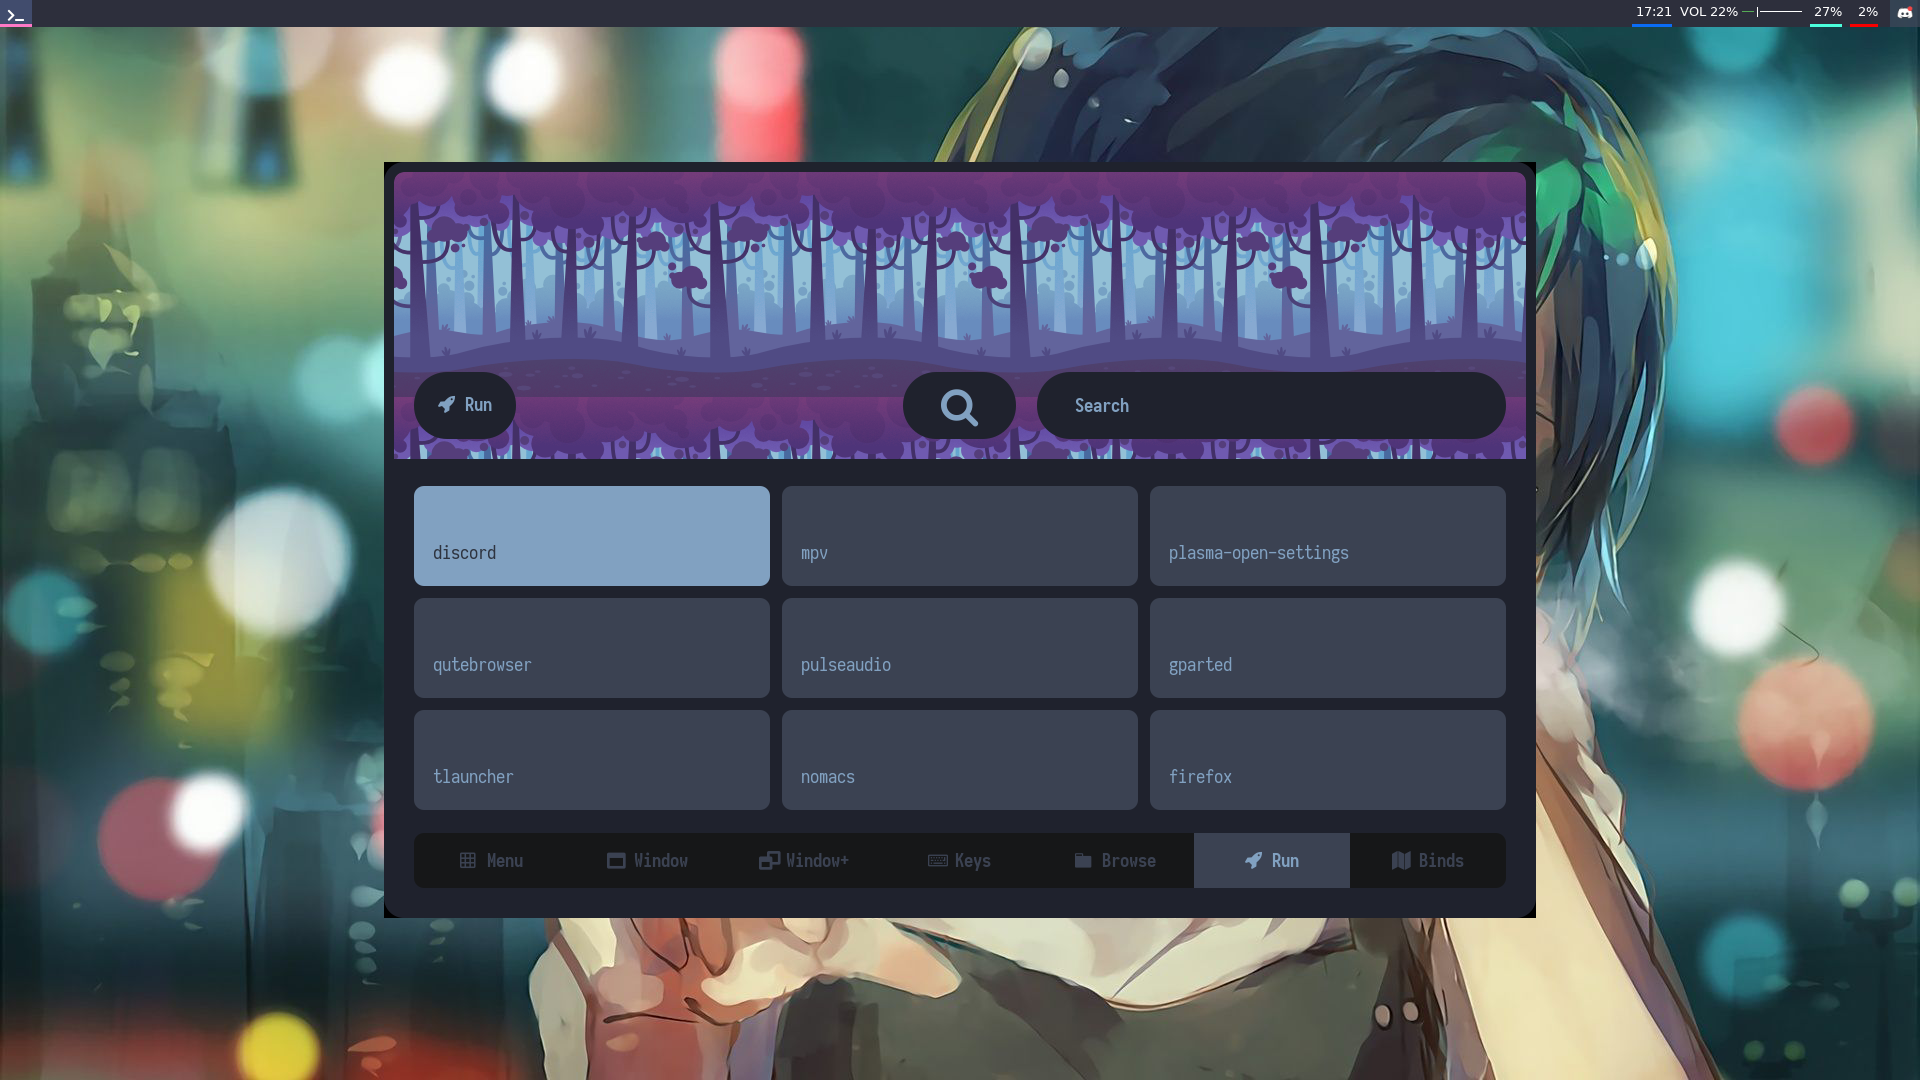 17:21 VOL 22% 27% 2%
Run
Search
discord mpv plasma-open-settings
qutebrowser pulseaudio gparted
tlauncher nomacs firefox
Menu Window Window+ Keys Browse Run Binds